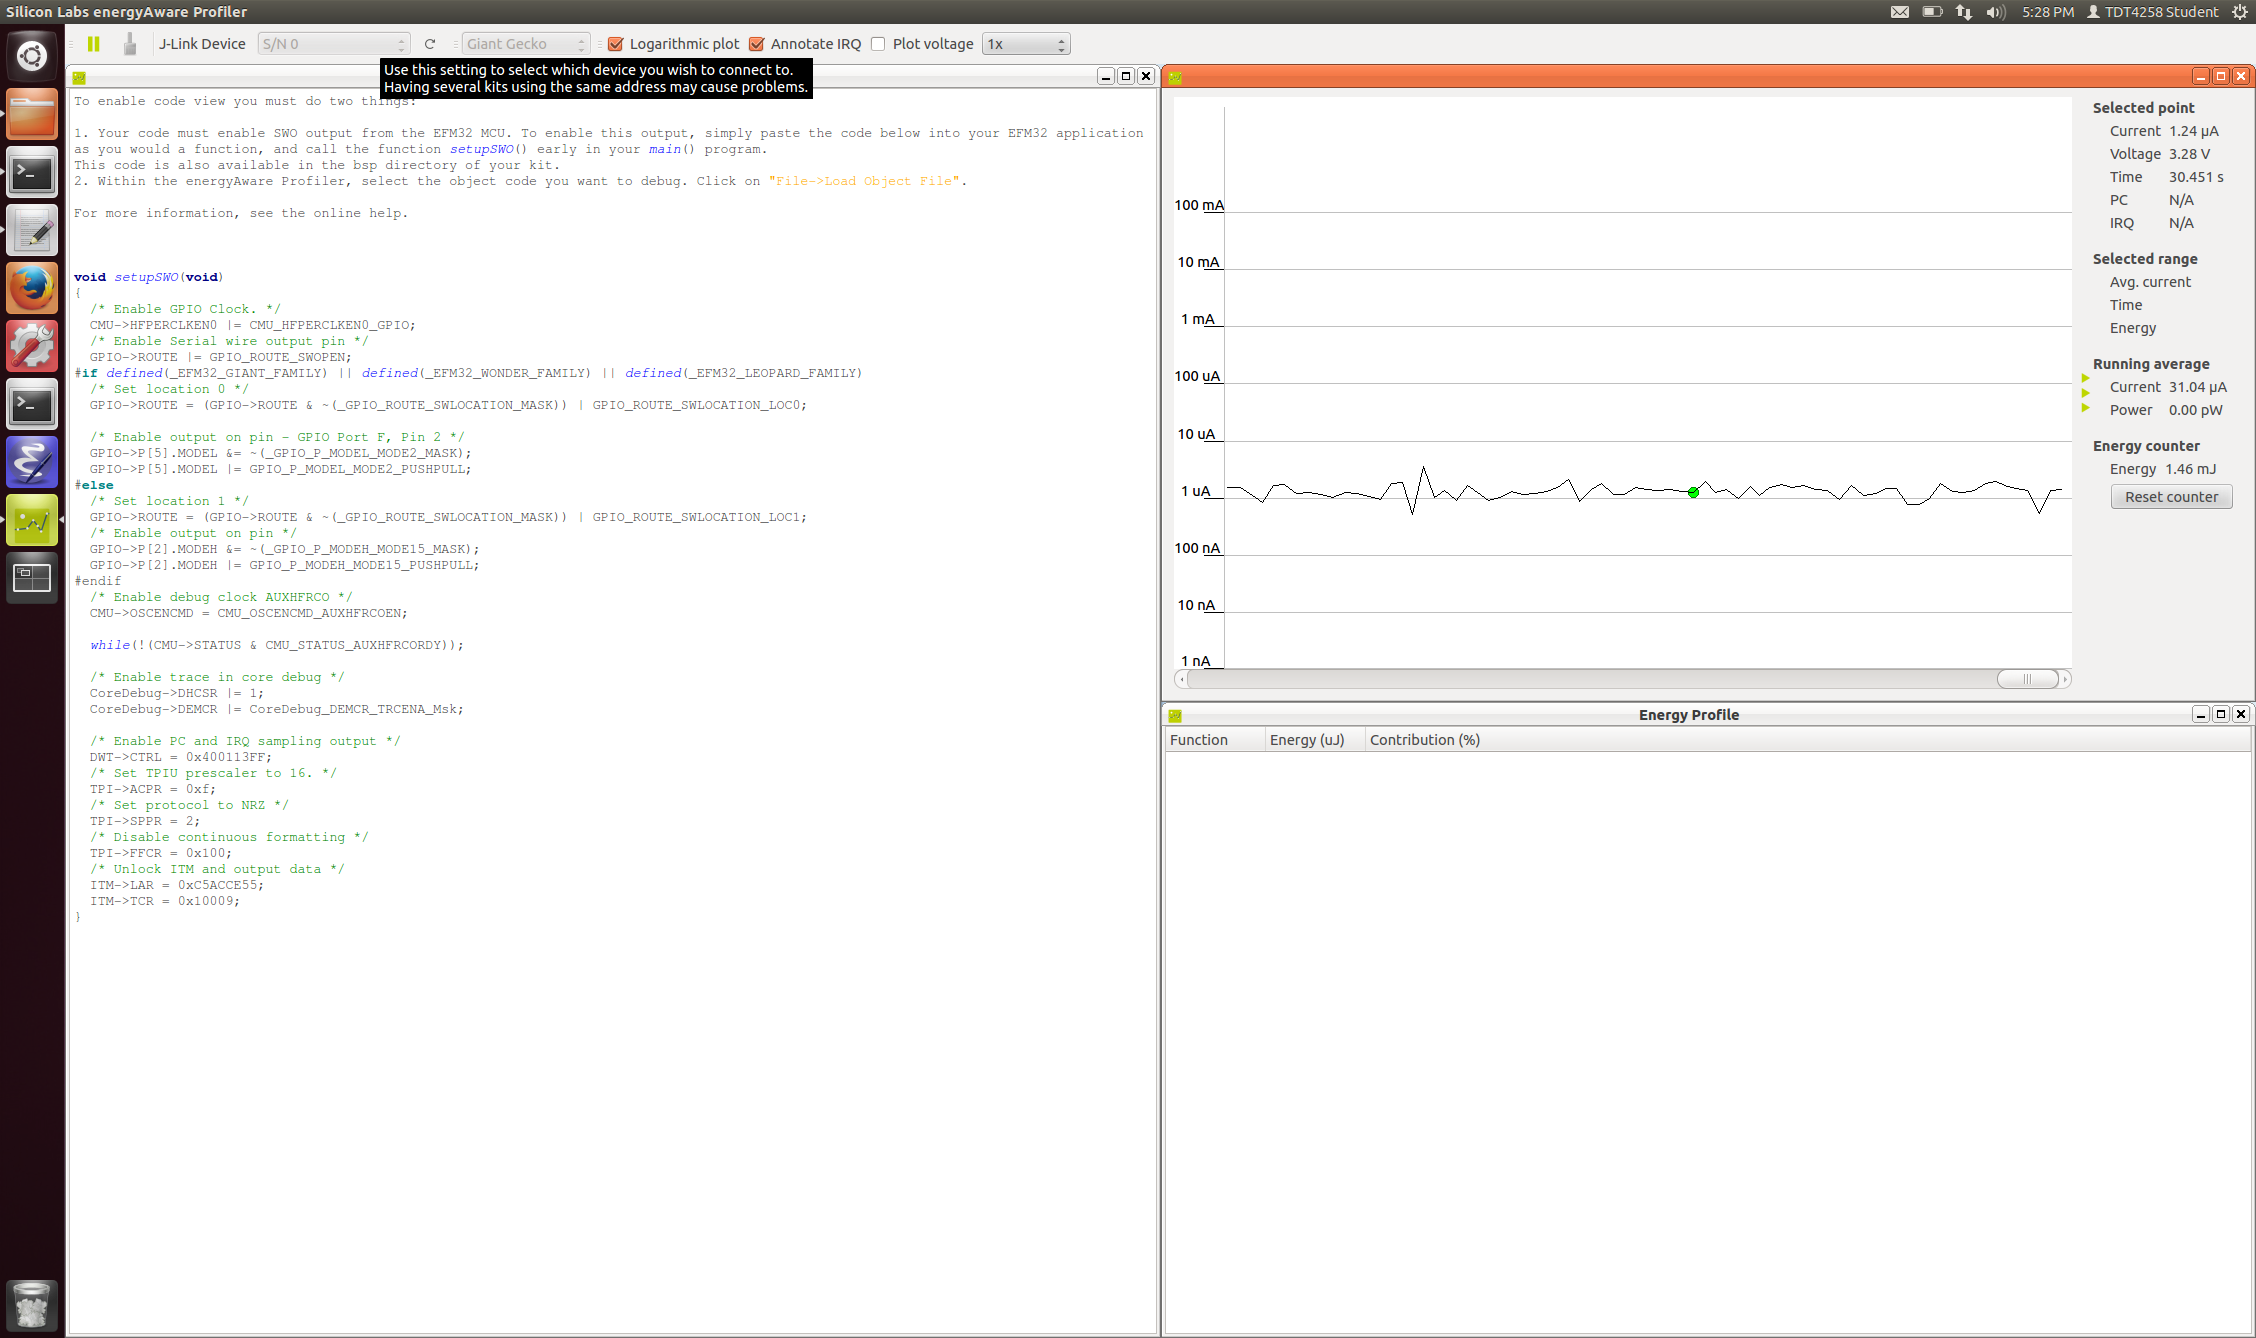 Silicon Labs energyAware Profiler
5:28 PM TDT4258 Student
J-Link Device S/N 0 Giant Gecko Logarithmic plot Annotate IRQ Plot voltage 1x
Use this setting to select which device you wish to connect to.
Having several kits using the same address may cause problems.
To enable code view you must do two things:
1. Your code must enable SWO output from the EFM32 MCU. To enable this output, simply paste the code below into your EFM32 application
as you would a function, and call the function setupSWO() early in your main() program.
This code is also available in the bsp directory of your kit.
2. Within the energyAware Profiler, select the object code you want to debug. Click on "File->Load Object File".
For more information, see the online help.
void setupSWO(void)
{
/* Enable GPIO Clock. */
CMU->HFPERCLKEN0 |= CMU_HFPERCLKEN0_GPIO;
/* Enable Serial wire output pin */
GPIO->ROUTE |= GPIO_ROUTE_SWOPEN;
#if defined(_EFM32_GIANT_FAMILY) || defined(_EFM32_WONDER_FAMILY) || defined(_EFM32_LEOPARD_FAMILY)
/* Set location 0 */
GPIO->ROUTE = (GPIO->ROUTE & ~(_GPIO_ROUTE_SWLOCATION_MASK)) | GPIO_ROUTE_SWLOCATION_LOC0;
/* Enable output on pin - GPIO Port F, Pin 2 */
GPIO->P[5].MODEL &= ~(_GPIO_P_MODEL_MODE2_MASK);
GPIO->P[5].MODEL |= GPIO_P_MODEL_MODE2_PUSHPULL;
#else
/* Set location 1 */
GPIO->ROUTE = (GPIO->ROUTE & ~(_GPIO_ROUTE_SWLOCATION_MASK)) | GPIO_ROUTE_SWLOCATION_LOC1;
/* Enable output on pin */
GPIO->P[2].MODEH &= ~(_GPIO_P_MODEH_MODE15_MASK);
GPIO->P[2].MODEH |= GPIO_P_MODEH_MODE15_PUSHPULL;
#endif
/* Enable debug clock AUXHFRCO */
CMU->OSCENCMD = CMU_OSCENCMD_AUXHFRCOEN;
while(!(CMU->STATUS & CMU_STATUS_AUXHFRCORDY));
/* Enable trace in core debug */
CoreDebug->DHCSR |= 1;
CoreDebug->DEMCR |= CoreDebug_DEMCR_TRCENA_Msk;
/* Enable PC and IRQ sampling output */
DWT->CTRL = 0x400113FF;
/* Set TPIU prescaler to 16. */
TPI->ACPR = 0xf;
/* Set protocol to NRZ */
TPI->SPPR = 2;
/* Disable continuous formatting */
TPI->FFCR = 0x100;
/* Unlock ITM and output data */
ITM->LAR = 0xC5ACCE55;
ITM->TCR = 0x10009;
}
100 mA
10 mA
1 mA
100 uA
10 uA
1 uA
100 nA
10 nA
1 nA
Selected point
Current 1.24 µA
Voltage 3.28 V
Time 30.451 s
PC N/A
IRQ N/A
Selected range
Avg. current
Time
Energy
Running average
Current 31.04 µA
Power 0.00 pW
Energy counter
Energy 1.46 mJ
Reset counter
Energy Profile
Function Energy (uJ) Contribution (%)